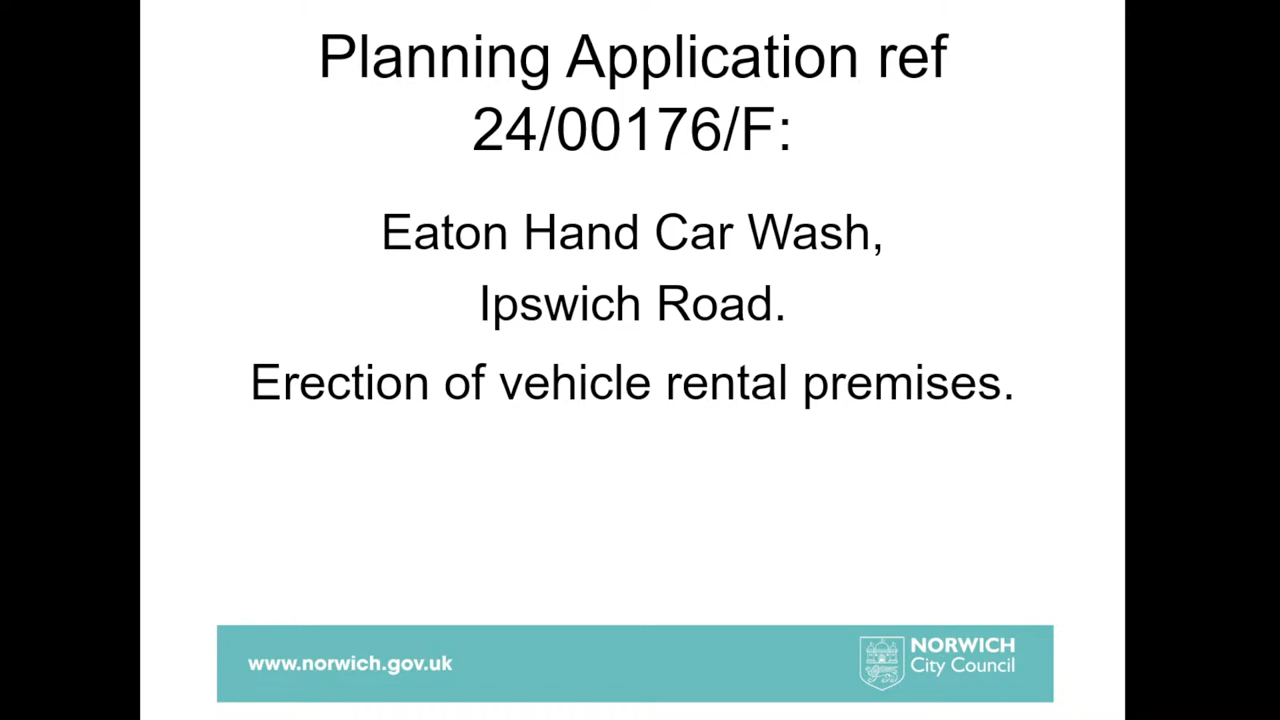 Planning Application ref
24/00176/F:
Eaton Hand Car Wash,
Ipswich Road.
Erection of vehicle rental premises.
www.norwich.gov.uk
NORWICH
City Council